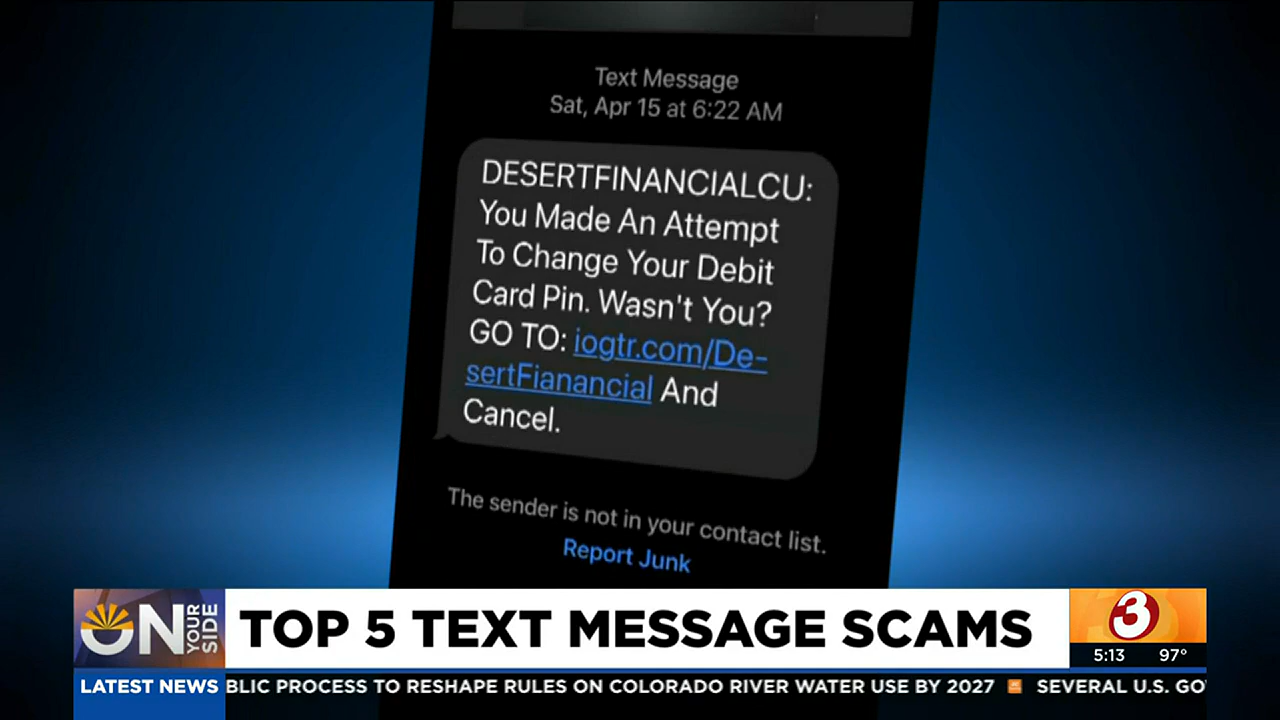 Text Message
Sat, Apr 15 at 6:22 AM
DESERTFINANCIALCU:
You Made An Attempt
To Change Your Debit
Card Pin. Wasn't You?
GO TO: iogtr.com/De-
sertFianancial And
Cancel.
The sender is not in your contact list.
Report Junk
ON YOUR SIDE
TOP 5 TEXT MESSAGE SCAMS
3
5:13 97°
LATEST NEWS BLIC PROCESS TO RESHAPE RULES ON COLORADO RIVER WATER USE BY 2027 SEVERAL U.S. GO